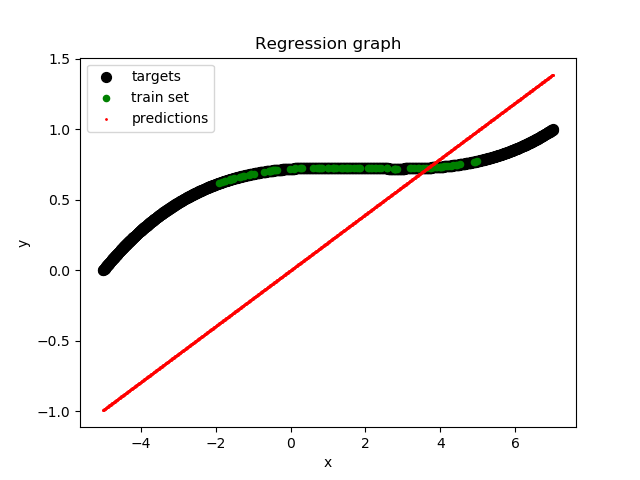 Regression graph
targets
train set
predictions
1.5
1.0
0.5
0.0
−0.5
−1.0
y
−4 −2 0 2 4 6
x